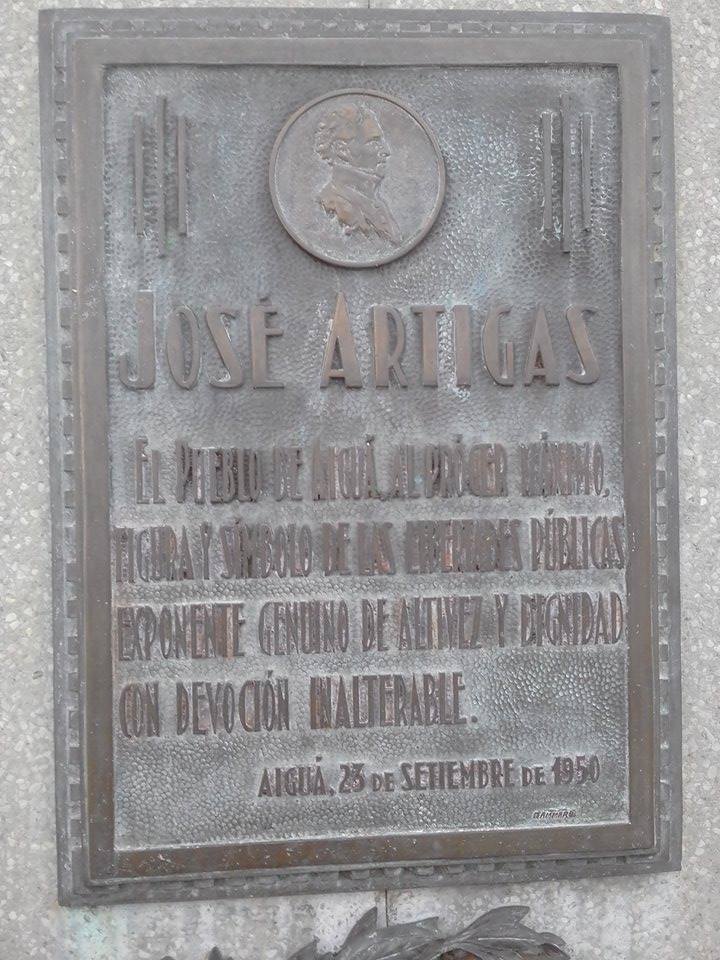 JOSÉ ARTIGAS
EL PUEBLO DE AIGUÁ, AL PRÓCER MÁXIMO,
FIGURA Y SÍMBOLO DE LAS LIBERTADES PÚBLICAS
EXPONENTE GENUINO DE ALTIVEZ Y DIGNIDAD
CON DEVOCIÓN INALTERABLE.
AIGUÁ, 23 DE SETIEMBRE DE 1950